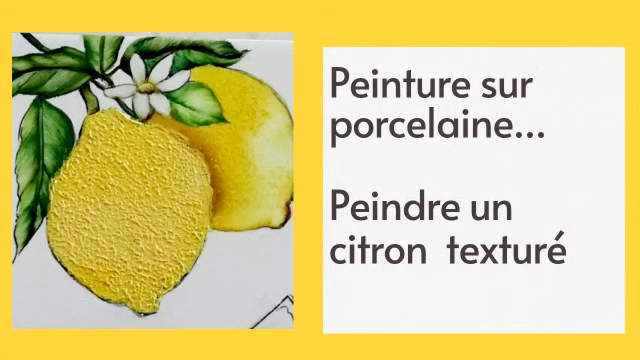 Peinture sur
porcelaine...
Peindre un
citron texturé